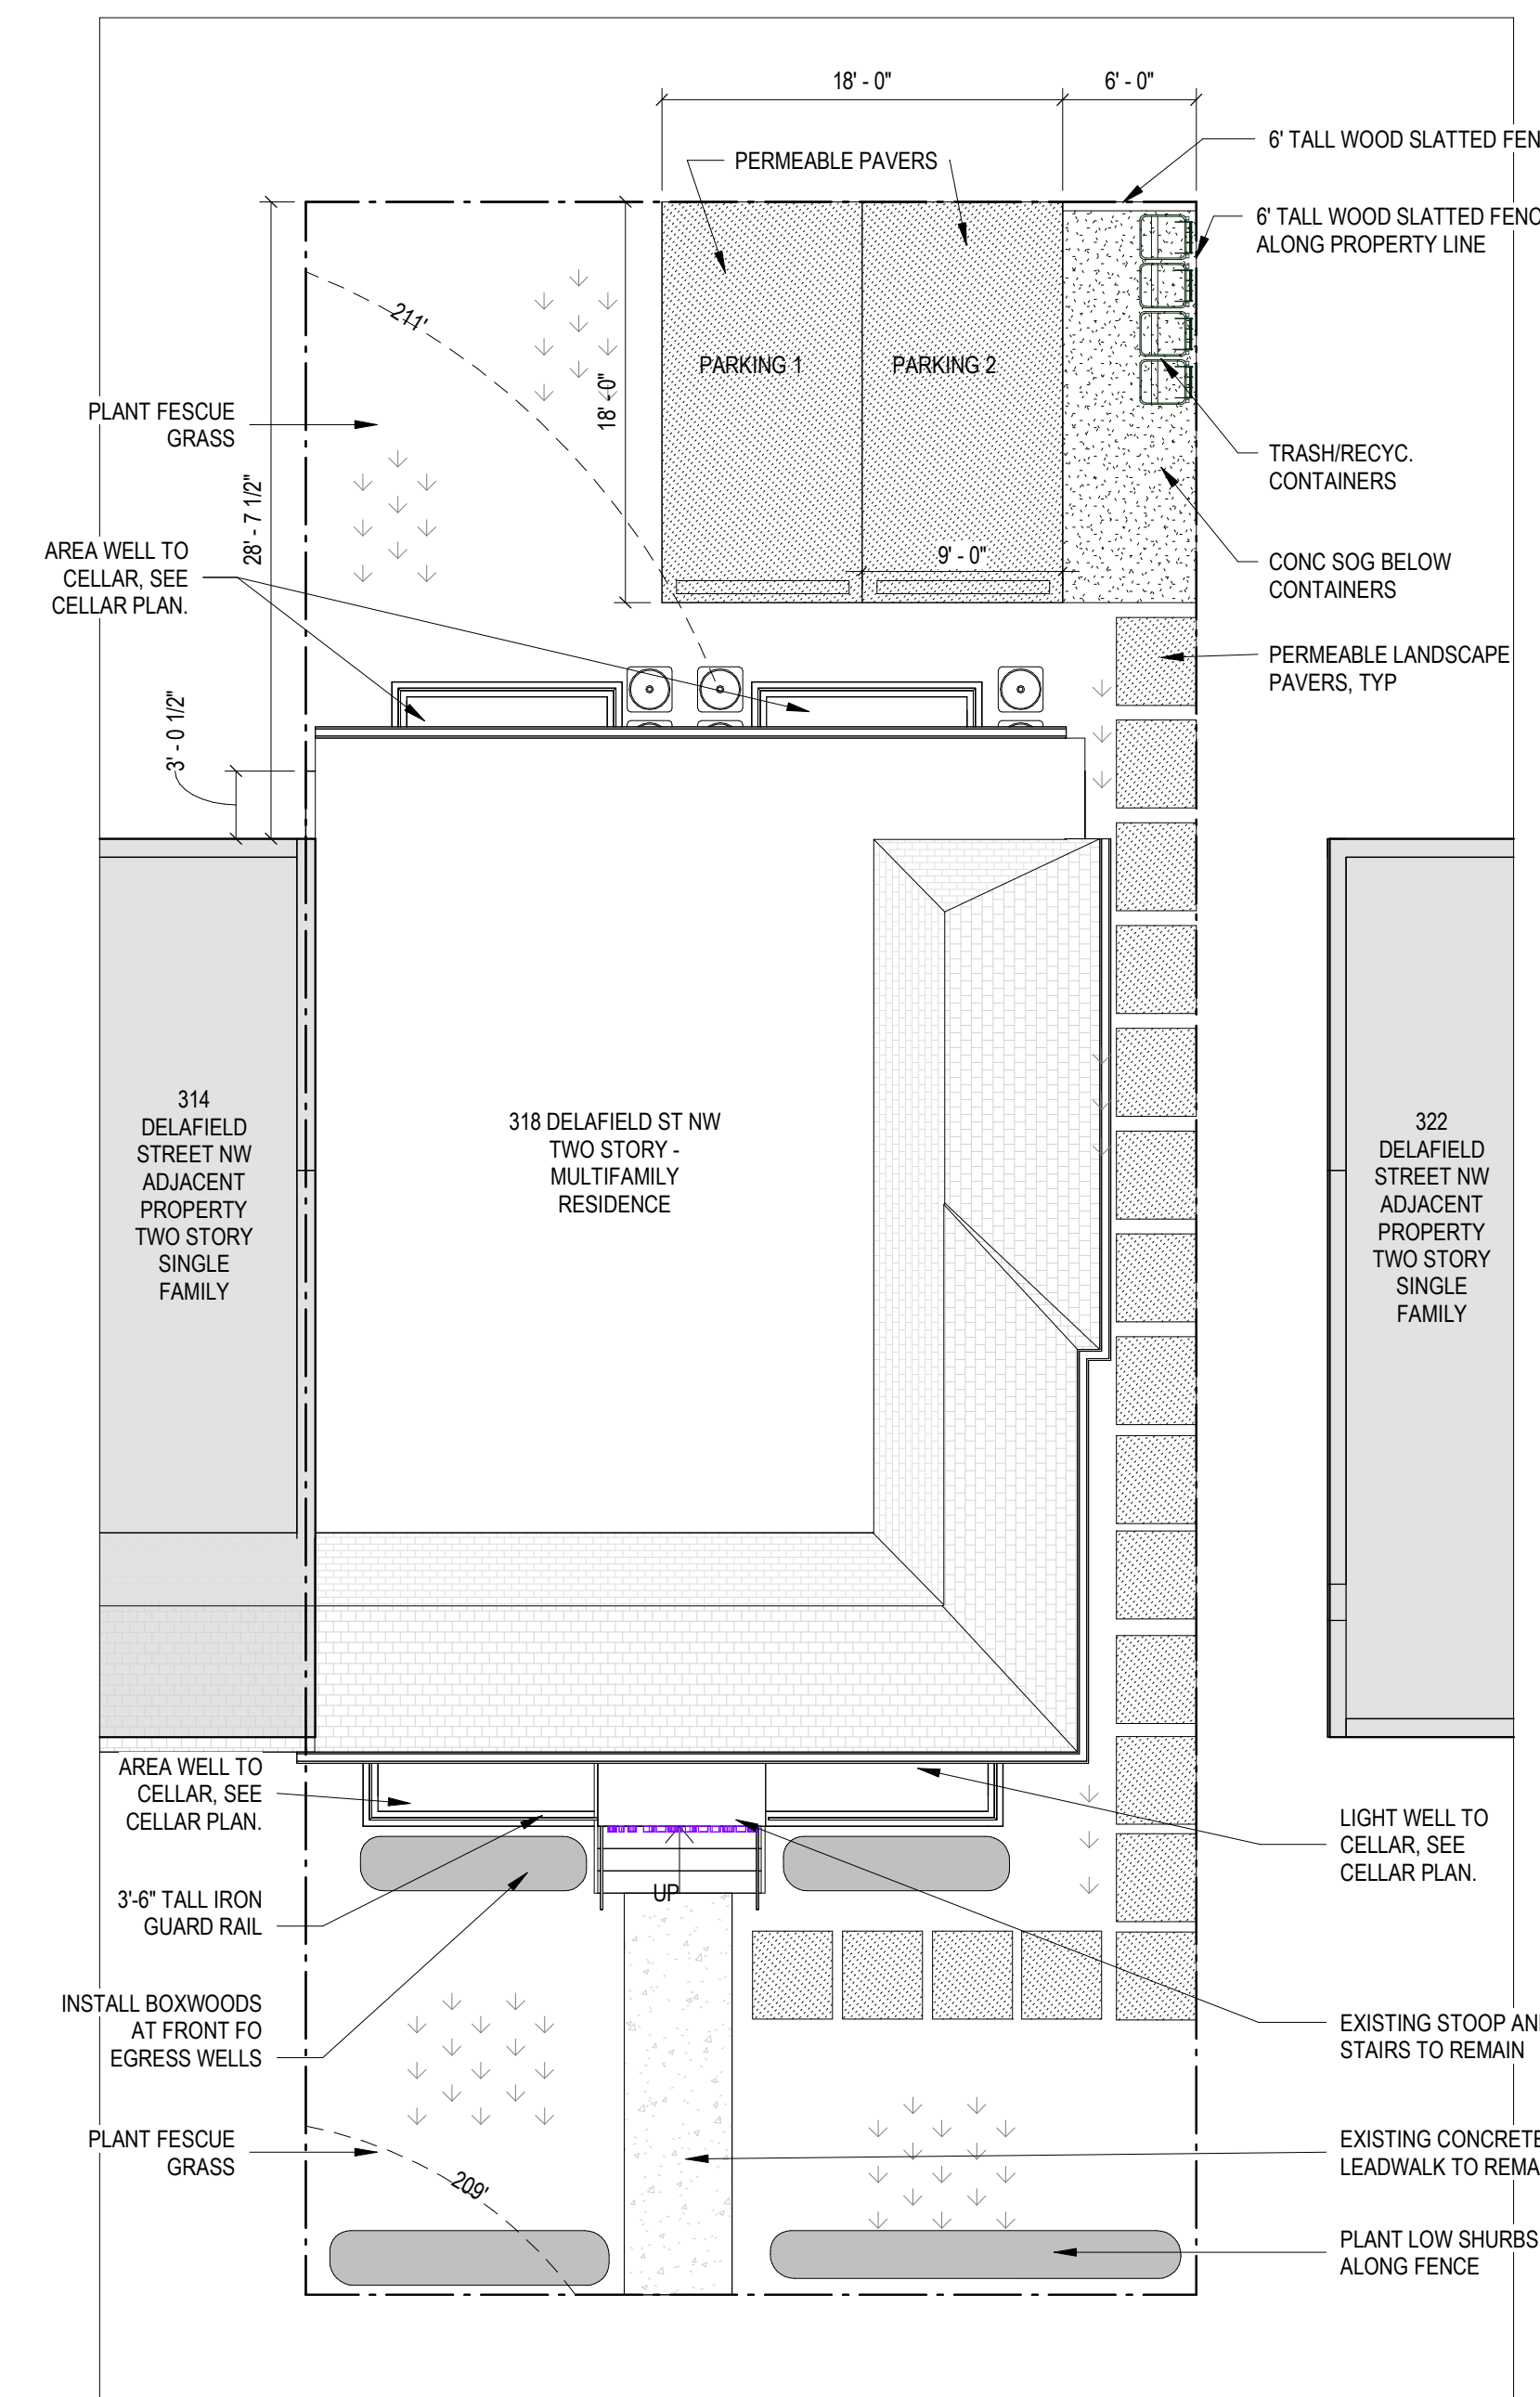 18' - 0"
6' - 0"
6' TALL WOOD SLATTED FEN
PERMEABLE PAVERS
6' TALL WOOD SLATTED FENC
ALONG PROPERTY LINE
211'
PARKING 1
PARKING 2
18' - 0"
PLANT FESCUE
GRASS
TRASH/RECYC.
CONTAINERS
28' - 7 1/2"
AREA WELL TO
CELLAR, SEE
CELLAR PLAN.
9' - 0"
CONC SOG BELOW
CONTAINERS
PERMEABLE LANDSCAPE
PAVERS, TYP
3' - 0 1/2"
314
DELAFIELD
STREET NW
ADJACENT
PROPERTY
TWO STORY
SINGLE
FAMILY
318 DELAFIELD ST NW
TWO STORY -
MULTIFAMILY
RESIDENCE
322
DELAFIELD
STREET NW
ADJACENT
PROPERTY
TWO STORY
SINGLE
FAMILY
AREA WELL TO
CELLAR, SEE
CELLAR PLAN.
LIGHT WELL TO
CELLAR, SEE
CELLAR PLAN.
3'-6" TALL IRON
GUARD RAIL
UP
INSTALL BOXWOODS
AT FRONT FO
EGRESS WELLS
EXISTING STOOP AN
STAIRS TO REMAIN
PLANT FESCUE
GRASS
209'
EXISTING CONCRETE
LEADWALK TO REMA
PLANT LOW SHURBS
ALONG FENCE